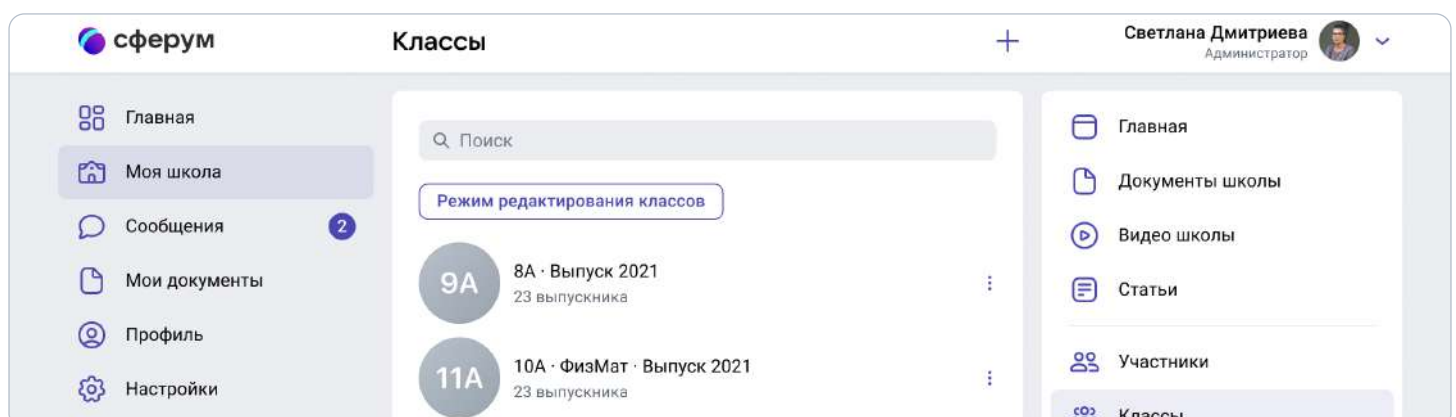 сферум
Классы
Светлана Дмитриева
Администратор
Главная
Моя школа
Сообщения
2
Мои документы
Профиль
Настройки
Поиск
Режим редактирования классов
9А
8А · Выпуск 2021
23 выпускника
11А
10А · ФизМат · Выпуск 2021
23 выпускника
Главная
Документы школы
Видео школы
Статьи
Участники
Классы